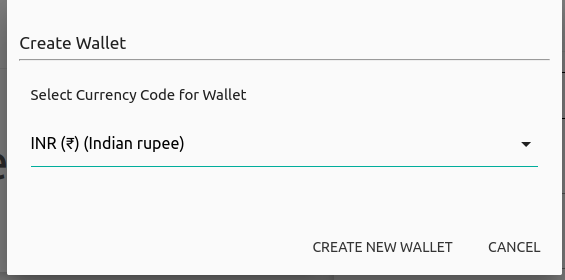 Create Wallet
Select Currency Code for Wallet
INR (₹) (Indian rupee)
CREATE NEW WALLET CANCEL